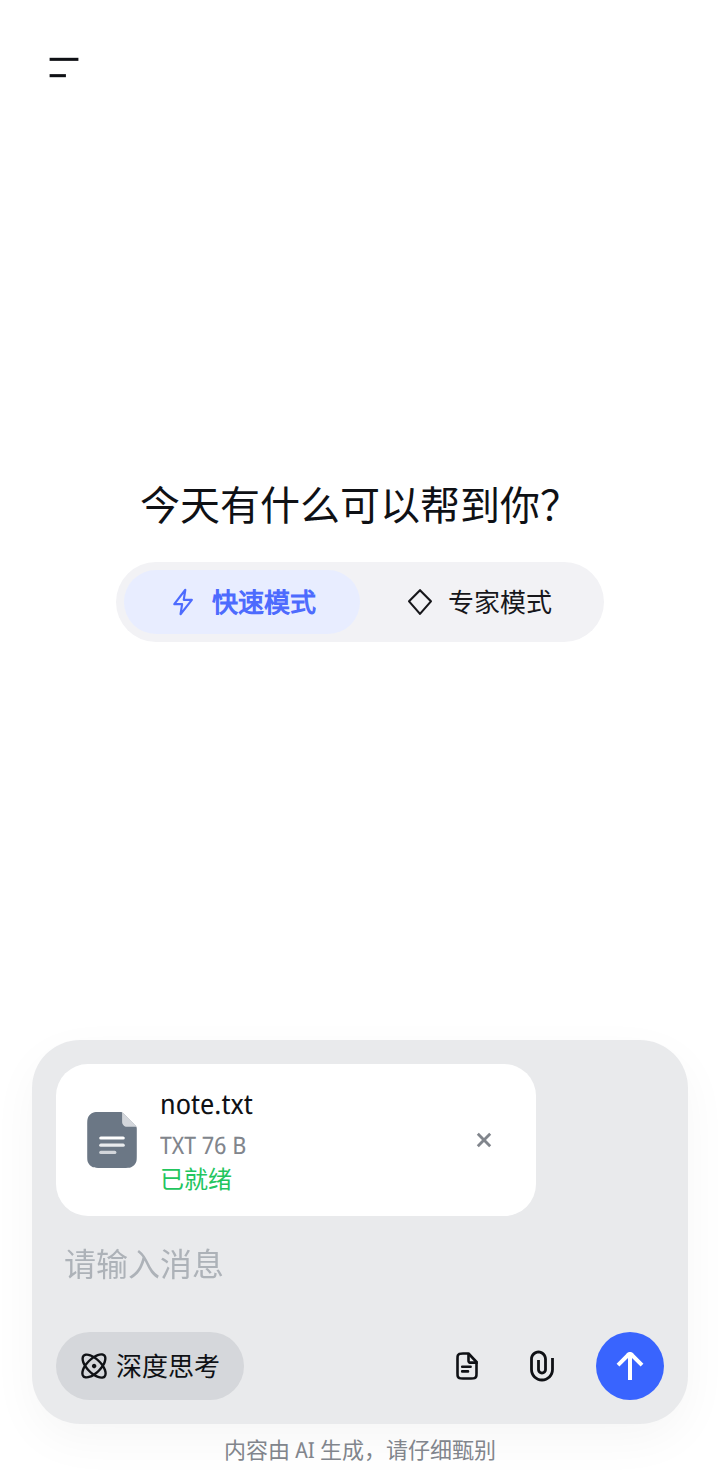 今天有什么可以帮到你？
快速模式
专家模式
note.txt
TXT 76 B
已就绪
请输入消息
深度思考
内容由 AI 生成，请仔细甄别